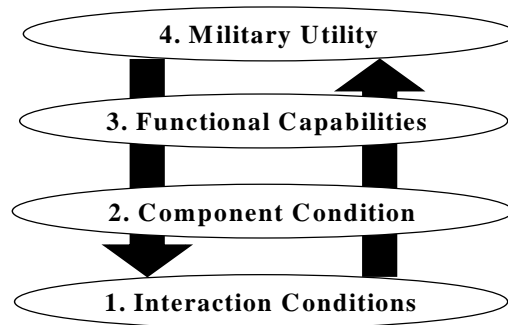 4. Military Utility
3. Functional Capabilities
2. Component Condition
1. Interaction Conditions